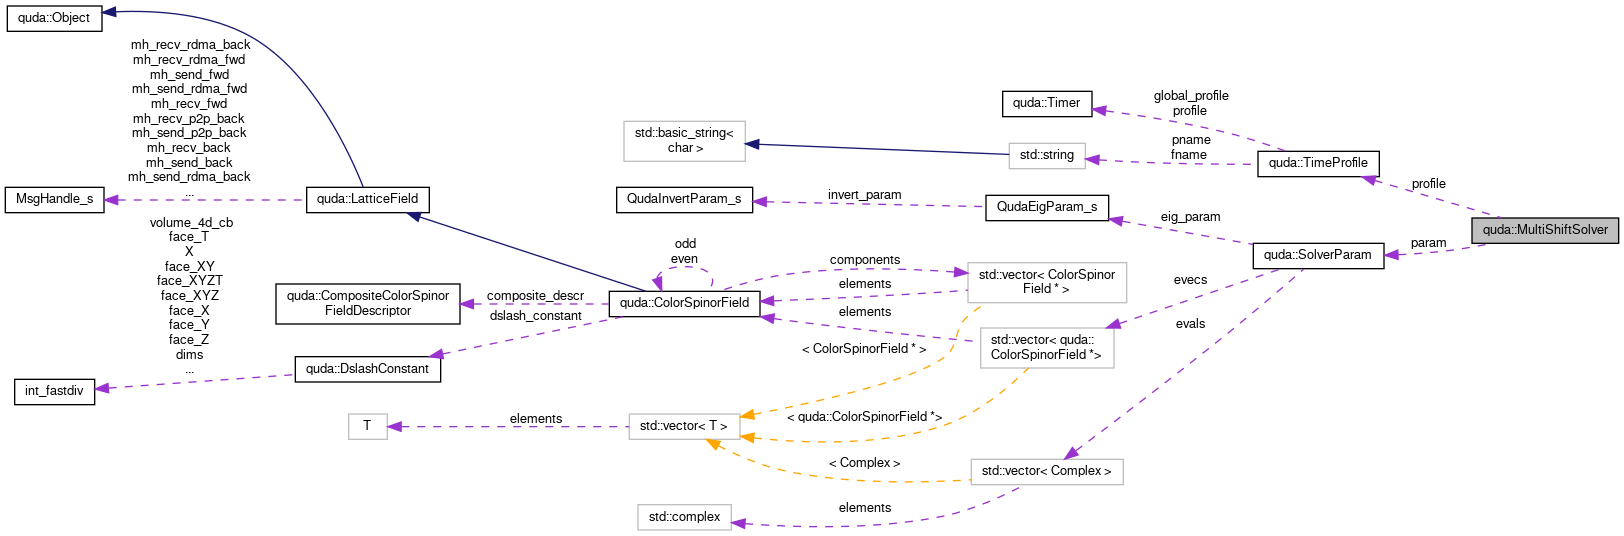 quda::Object
mh_recv_rdma_back
mh_recv_rdma_fwd
mh_send_fwd
mh_send_rdma_fwd
mh_recv_fwd
mh_recv_p2p_back
mh_send_p2p_back
mh_recv_back
mh_send_back
mh_send_rdma_back
...
MsgHandle_s
quda::LatticeField
volume_4d_cb
face_T
X
face_XY
face_XYZT
face_XYZ
face_X
face_Y
face_Z
dims
...
int_fastdiv
quda::CompositeColorSpinor
FieldDescriptor
quda::DslashConstant
composite_descr
dslash_constant
odd
even
quda::ColorSpinorField
std::basic_string<
char >
QudaInvertParam_s
invert_param
components
elements
elements
std::vector< ColorSpinor
Field * >
std::vector< quda::
ColorSpinorField *>
< ColorSpinorField * >
< quda::ColorSpinorField *>
< Complex >
T
elements
std::vector< T >
std::vector< Complex >
std::complex
elements
quda::Timer
std::string
QudaEigParam_s
global_profile
profile
pname
fname
quda::TimeProfile
eig_param
quda::SolverParam
evecs
evals
profile
param
quda::MultiShiftSolver